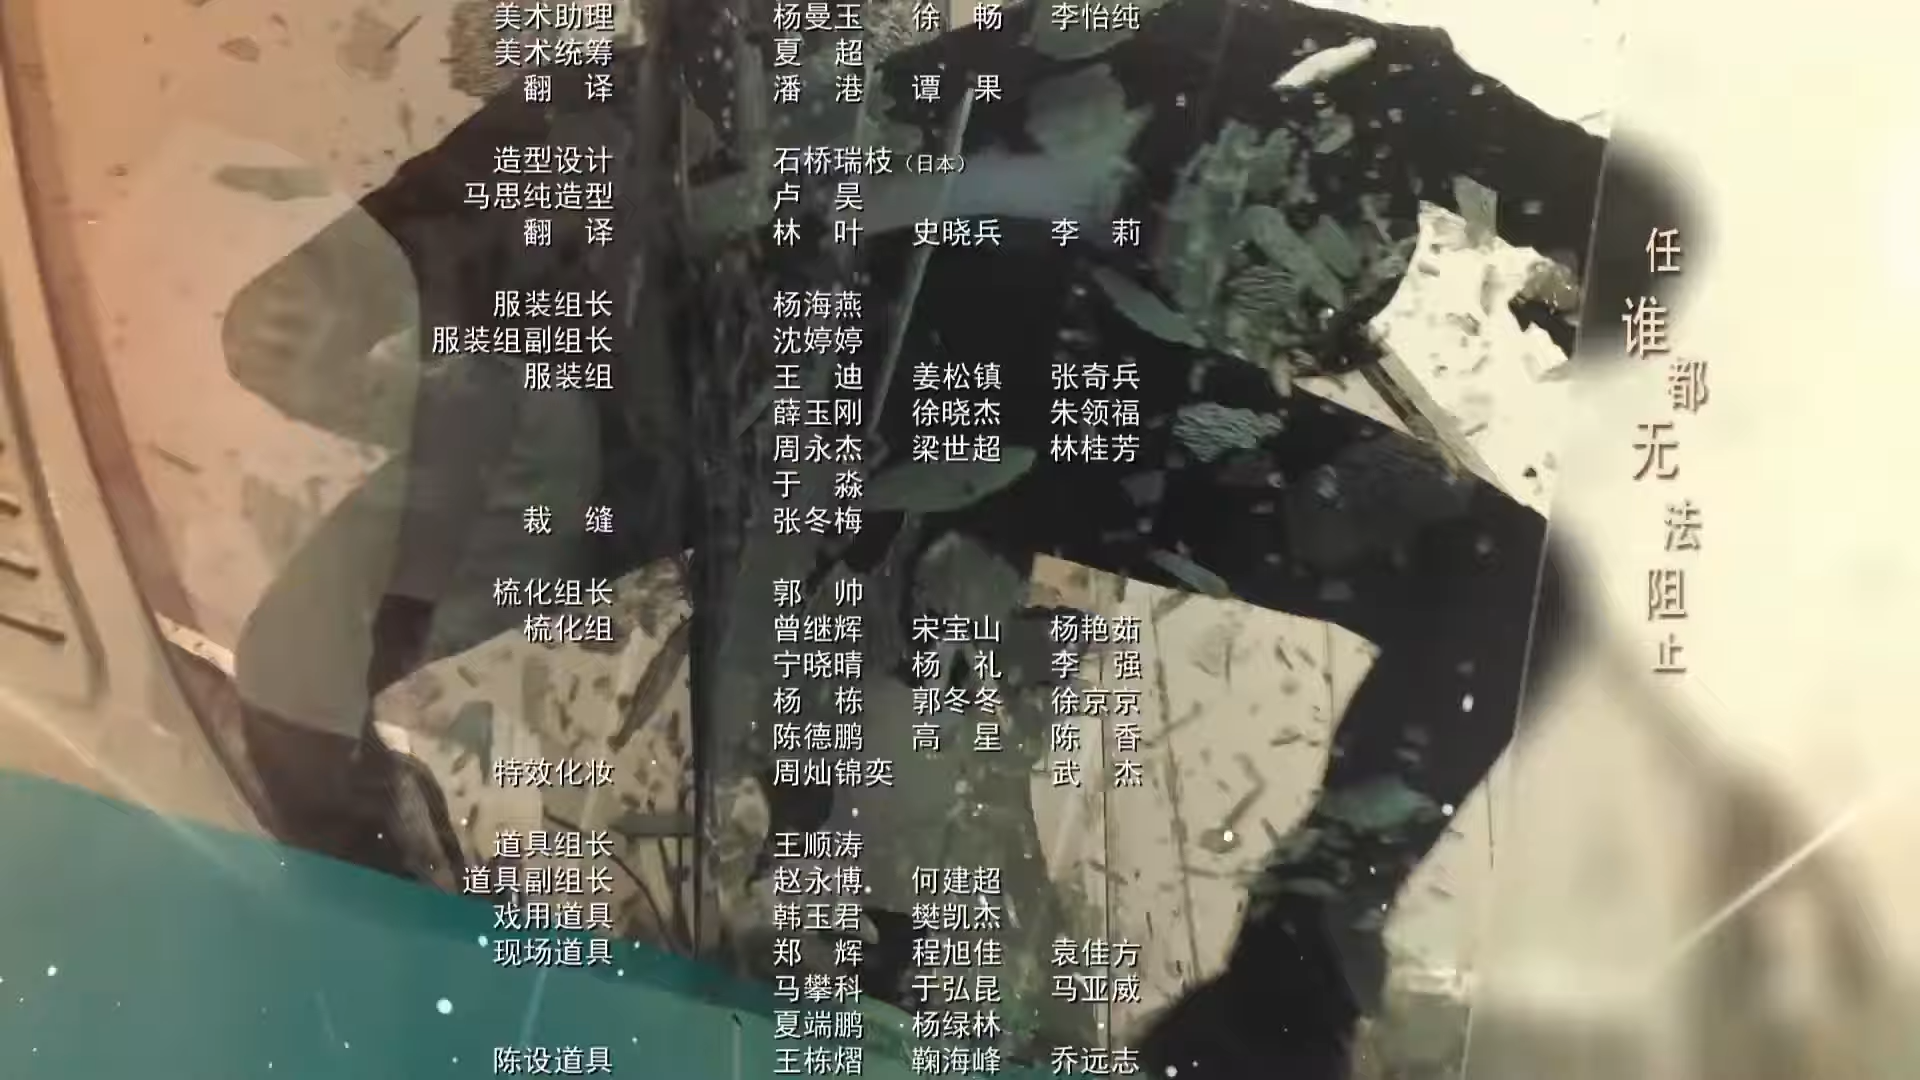 美术助理 杨曼玉 徐 畅 李怡纯
美术统筹 夏 超
翻 译 潘 港 谭 果
造型设计 石桥瑞枝（日本）
马思纯造型 卢 昊
翻 译 林 叶 史晓兵 李 莉
服装组长 杨海燕
服装组副组长 沈婷婷
服装组 王 迪 姜松镇 张奇兵
薛玉刚 徐晓杰 朱领福
周永杰 梁世超 林桂芳
于 淼
裁 缝 张冬梅
梳化组长 郭 帅
梳化组 曾继辉 宋宝山 杨艳茹
宁晓晴 杨 礼 李 强
杨 栋 郭冬冬 徐京京
陈德鹏 高 星 陈 香
特效化妆 周灿锦奕 武 杰
道具组长 王顺涛
道具副组长 赵永博 何建超
戏用道具 韩玉君 樊凯杰
现场道具 郑 辉 程旭佳 袁佳方
马攀科 于弘昆 马亚威
夏端鹏 杨绿林
陈设道具 王栋熠 鞠海峰 乔远志
任谁都无法阻止